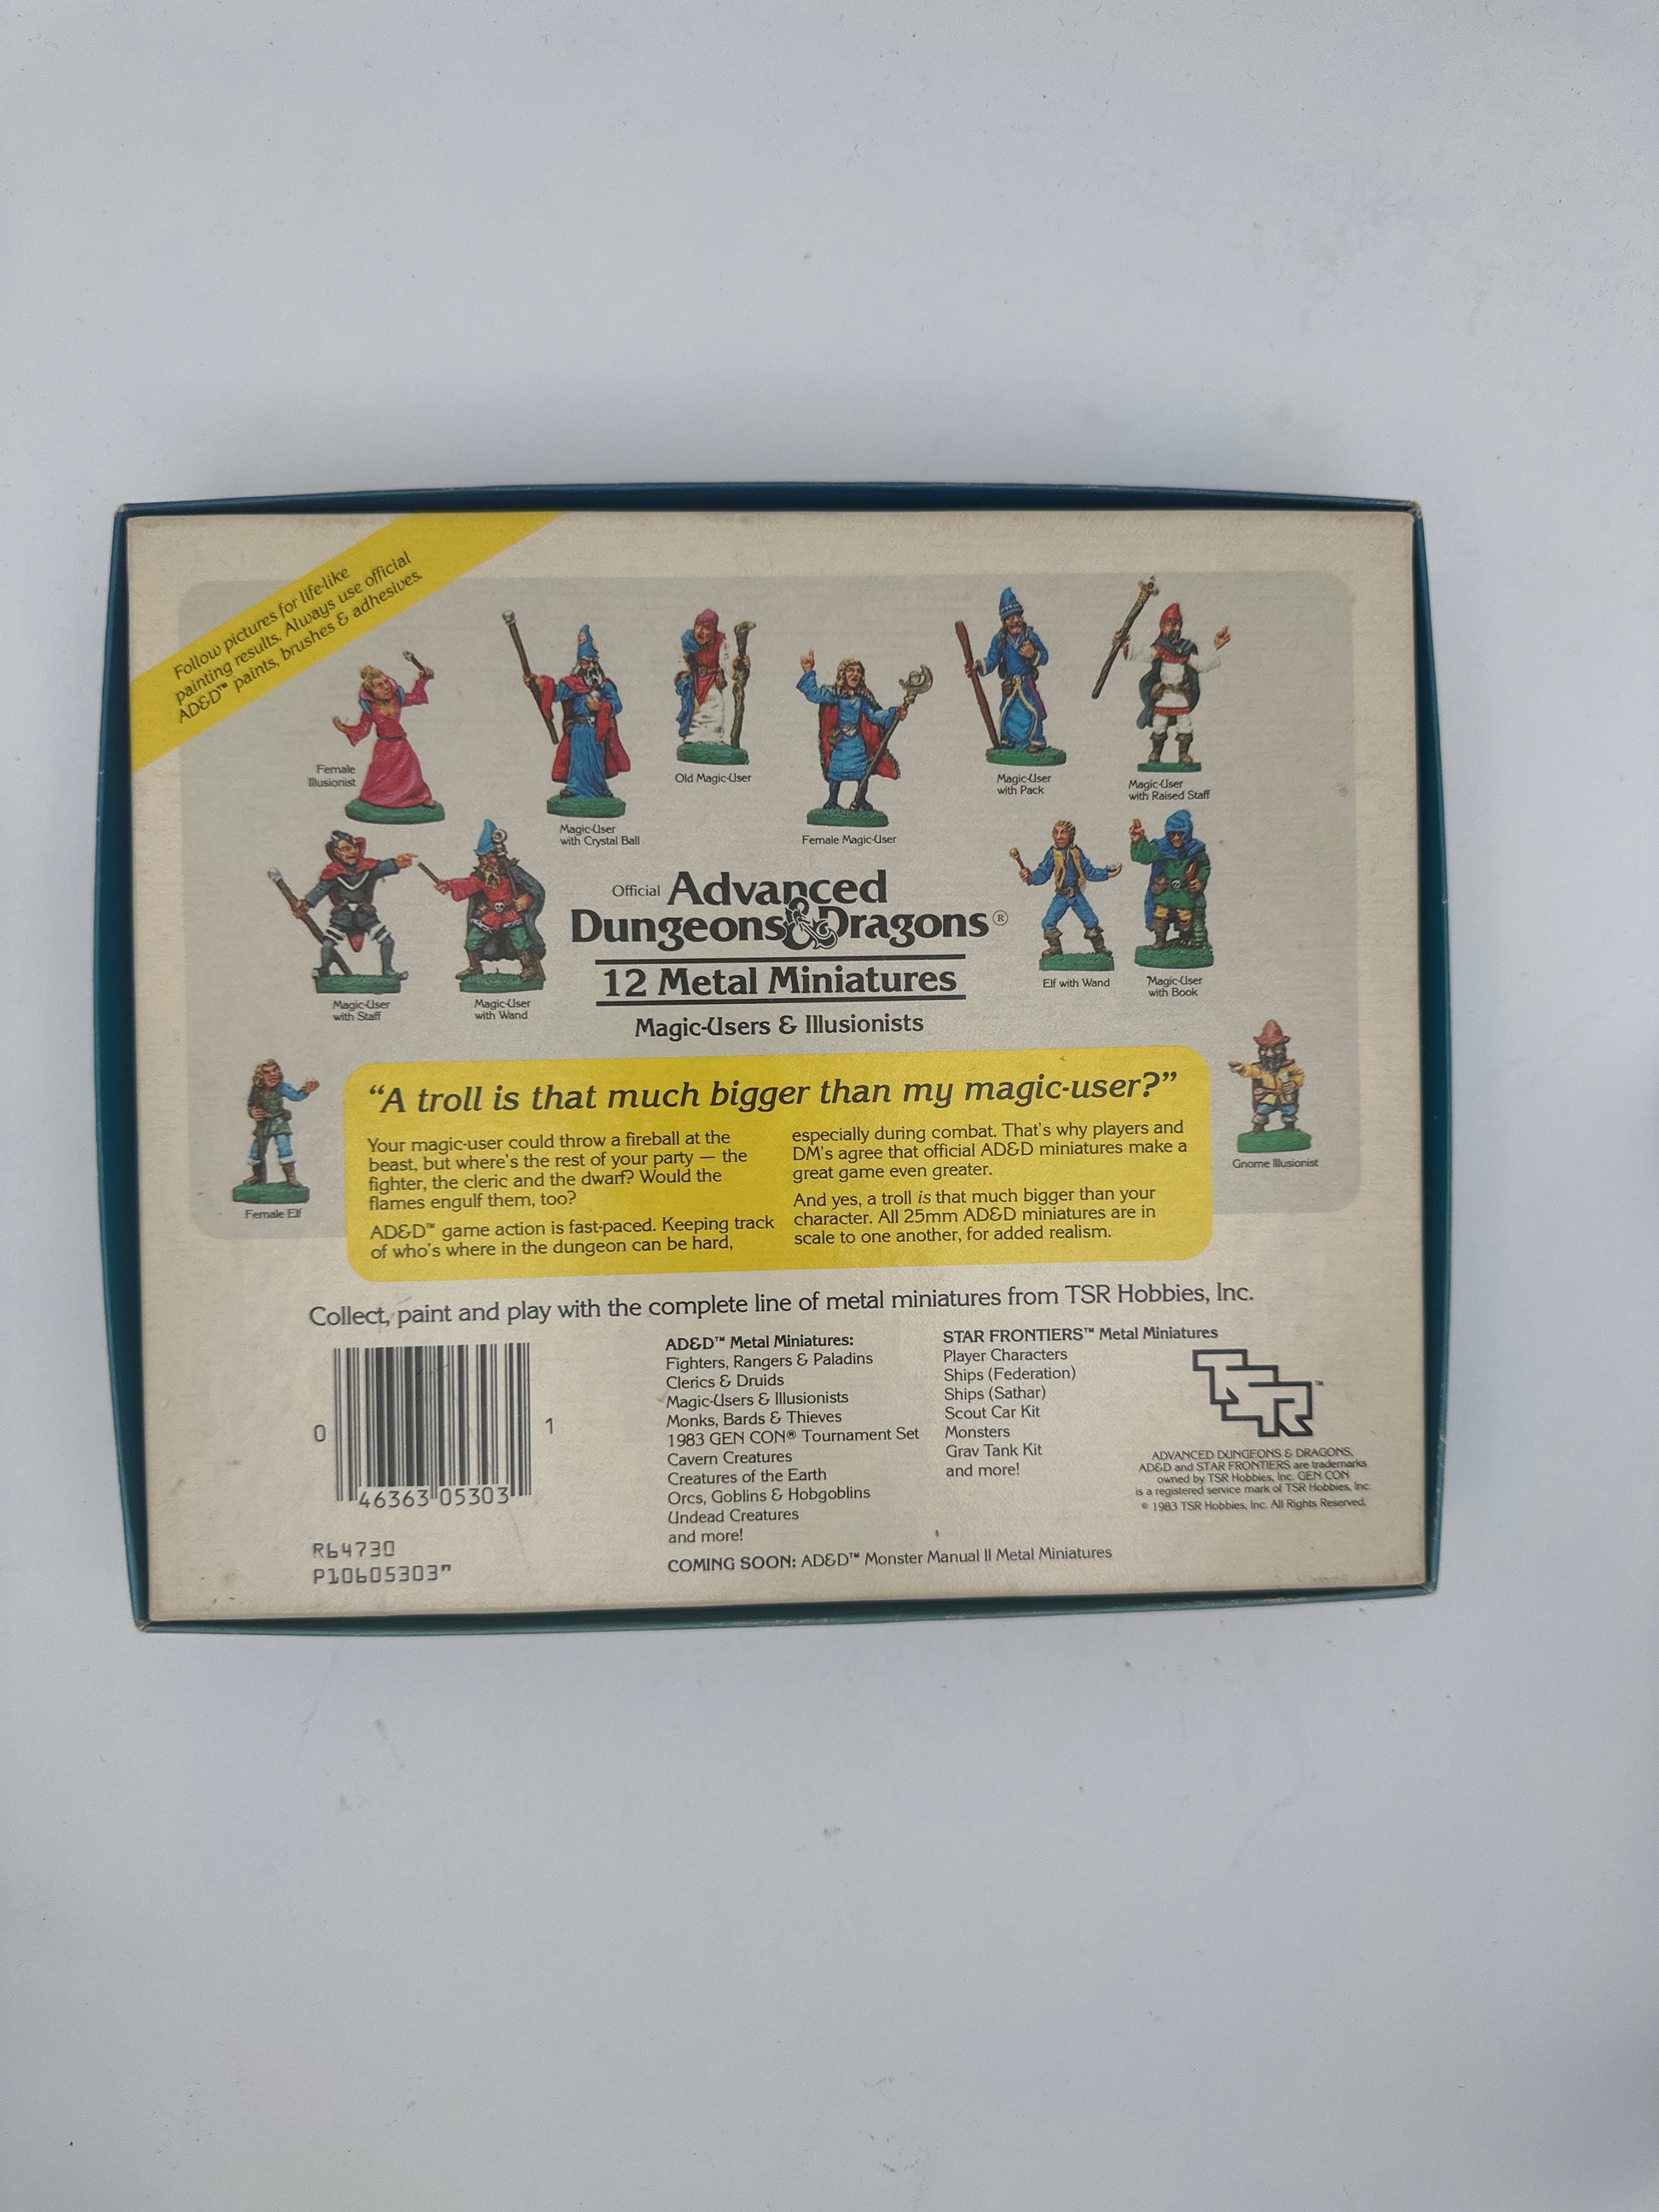 Follow pictures for life-like
painting results. Always use official
AD&D™ paints, brushes & adhesives.
Female
Illusionist
Magic-User
with Crystal Ball
Old Magic-User
Female Magic-User
Magic-User
with Pack
Magic-User
with Raised Staff
Magic-User
with Staff
Magic-User
with Wand
Official Advanced
Dungeons & Dragons®
12 Metal Miniatures
Magic-Users & Illusionists
Elf with Wand
Magic-User
with Book
Female Elf
Gnome Illusionist
“A troll is that much bigger than my magic-user?”
Your magic-user could throw a fireball at the
beast, but where's the rest of your party — the
fighter, the cleric and the dwarf? Would the
flames engulf them, too?
AD&D™ game action is fast-paced. Keeping track
of who's where in the dungeon can be hard,
especially during combat. That's why players and
DM's agree that official AD&D miniatures make a
great game even greater.
And yes, a troll is that much bigger than your
character. All 25mm AD&D miniatures are in
scale to one another, for added realism.
Collect, paint and play with the complete line of metal miniatures from TSR Hobbies, Inc.
0 46363 05303 1
R64730
P10605303"
AD&D™ Metal Miniatures:
Fighters, Rangers & Paladins
Clerics & Druids
Magic-Users & Illusionists
Monks, Bards & Thieves
1983 GEN CON® Tournament Set
Cavern Creatures
Creatures of the Earth
Orcs, Goblins & Hobgoblins
Undead Creatures
and more!
COMING SOON: AD&D™ Monster Manual II Metal Miniatures
STAR FRONTIERS™ Metal Miniatures
Player Characters
Ships (Federation)
Ships (Sathar)
Scout Car Kit
Monsters
Grav Tank Kit
and more!
TSR™
ADVANCED DUNGEONS & DRAGONS,
AD&D and STAR FRONTIERS are trademarks
owned by TSR Hobbies, Inc. GEN CON
is a registered service mark of TSR Hobbies, Inc.
© 1983 TSR Hobbies, Inc. All Rights Reserved.